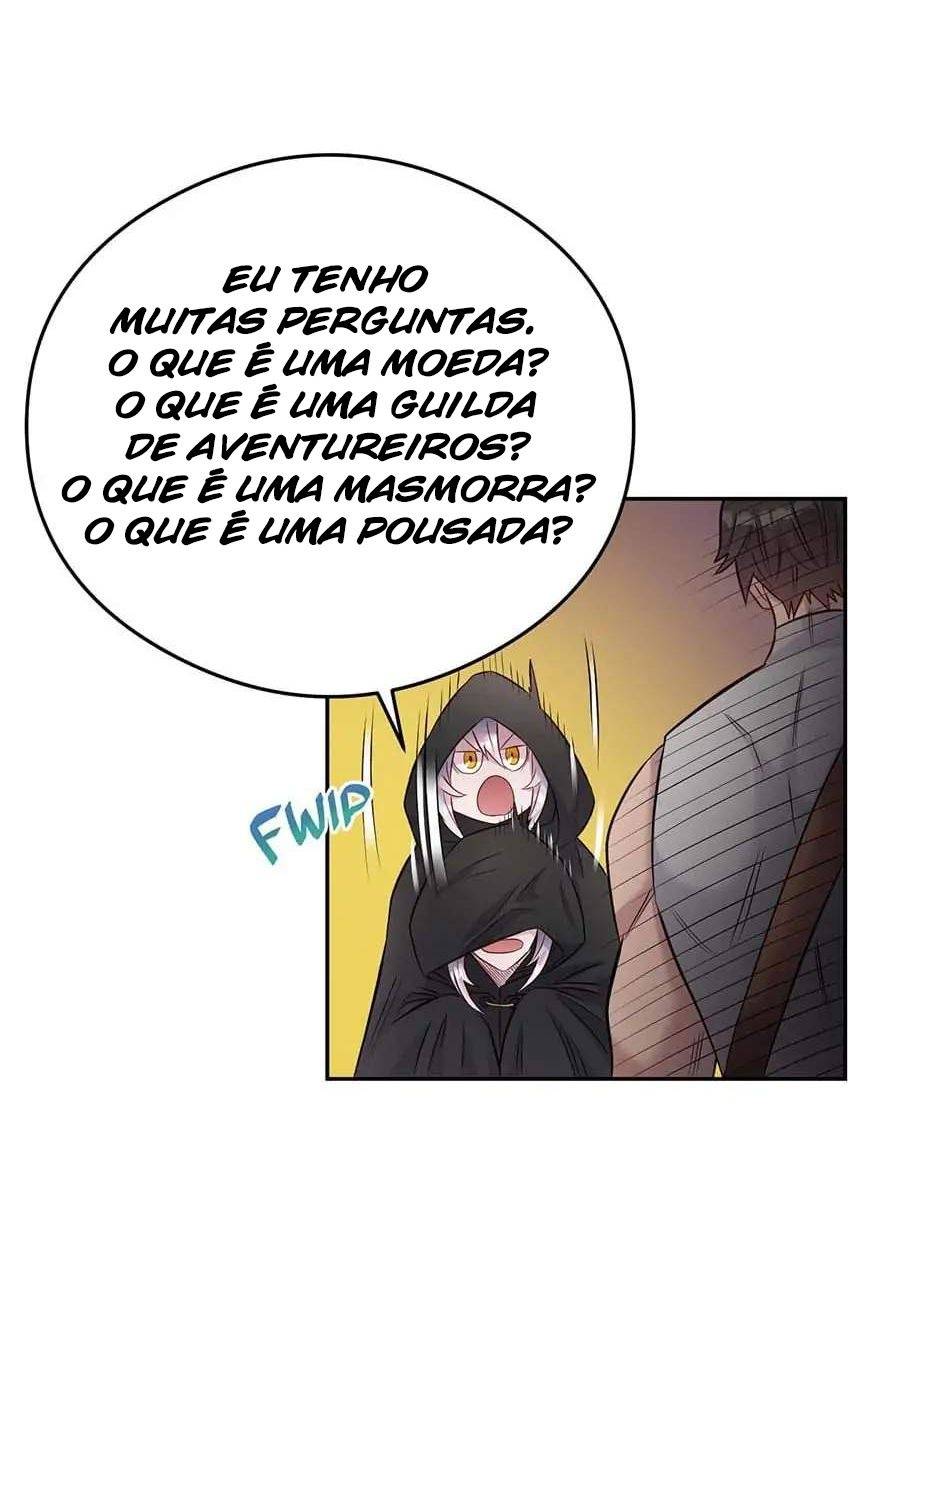 EU TENHO
MUITAS PERGUNTAS.
O QUE É UMA MOEDA?
O QUE É UMA GUILDA
DE AVENTUREIROS?
O QUE É UMA MASMORRA?
O QUE É UMA POUSADA?
FWIP